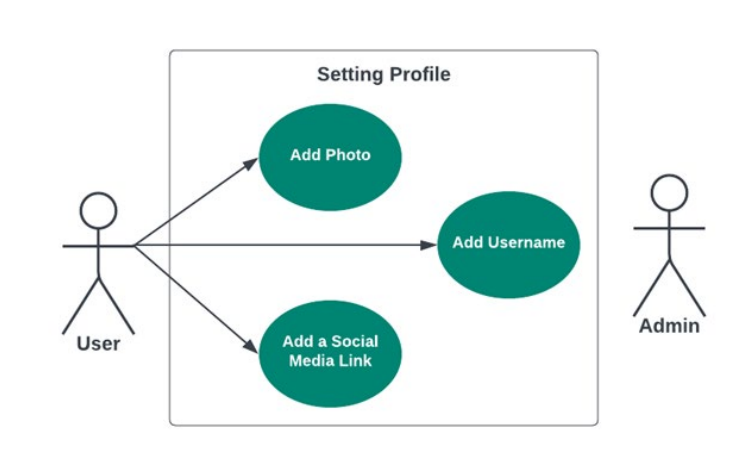 Setting Profile
Add Photo
Add Username
Add a Social
Media Link
User
Admin